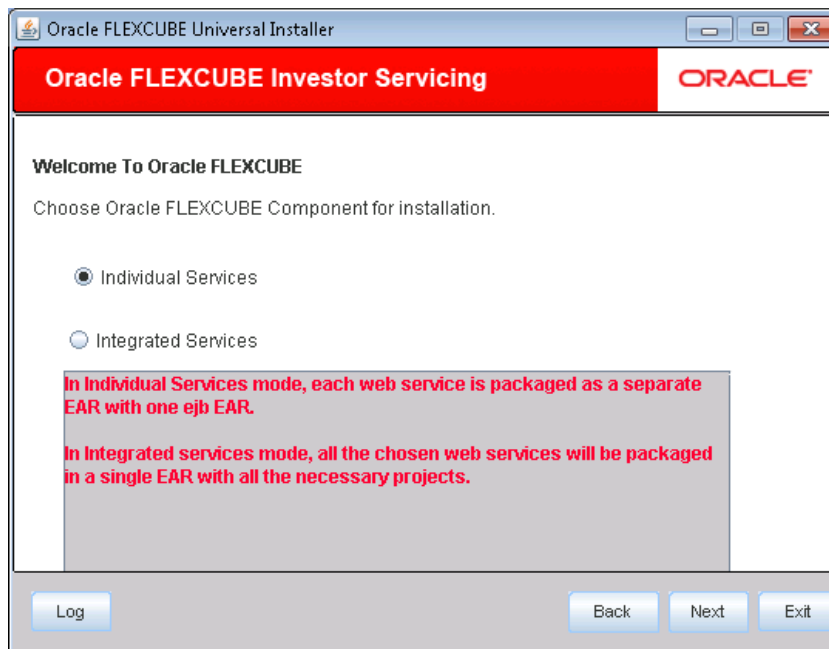 Oracle FLEXCUBE Universal Installer
Oracle FLEXCUBE Investor Servicing
ORACLE
Welcome To Oracle FLEXCUBE
Choose Oracle FLEXCUBE Component for installation.
Individual Services
Integrated Services
In Individual Services mode, each web service is packaged as a separate
EAR with one ejb EAR.
In Integrated services mode, all the chosen web services will be packaged
in a single EAR with all the necessary projects.
Log
Back
Next
Exit